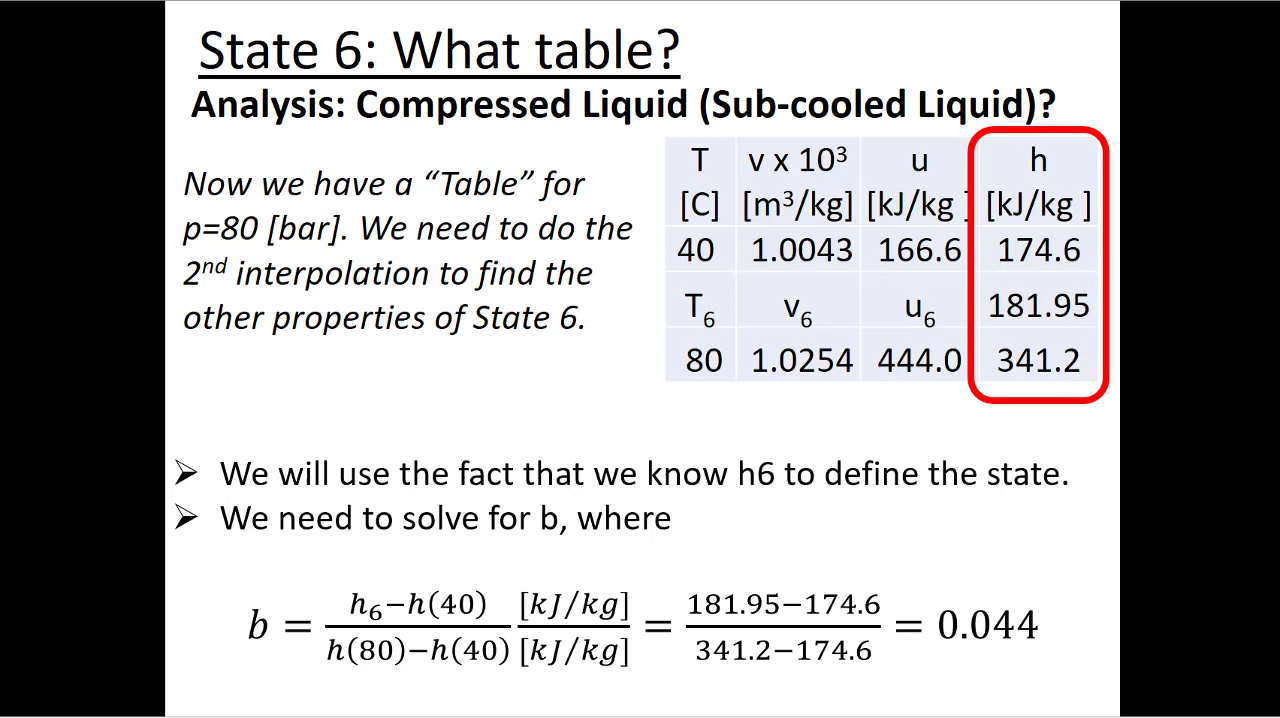 State 6: What table?
Analysis: Compressed Liquid (Sub-cooled Liquid)?
Now we have a “Table” for
p=80 [bar]. We need to do the
2nd interpolation to find the
other properties of State 6.
T v x 10³ u h
[C] [m³/kg] [kJ/kg ] [kJ/kg ]
40 1.0043 166.6 174.6
T₆ v₆ u₆ 181.95
80 1.0254 444.0 341.2
➢ We will use the fact that we know h6 to define the state.
➢ We need to solve for b, where
b = (h₆−h(40))/(h(80)−h(40)) [kJ/kg]/[kJ/kg] = (181.95−174.6)/(341.2−174.6) = 0.044